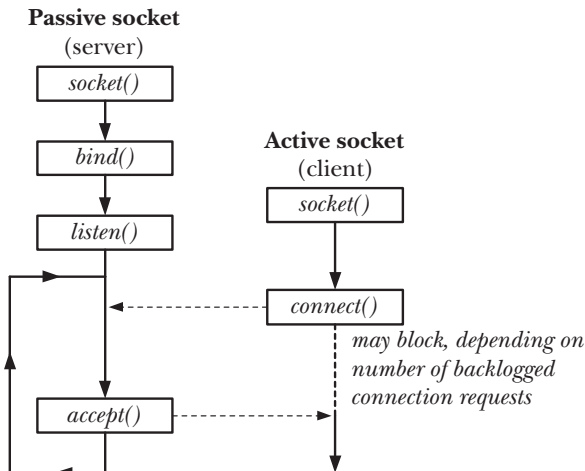 Passive socket
(server)
socket()
bind()
listen()
Active socket
(client)
socket()
connect()
may block, depending on
number of backlogged
connection requests
accept()